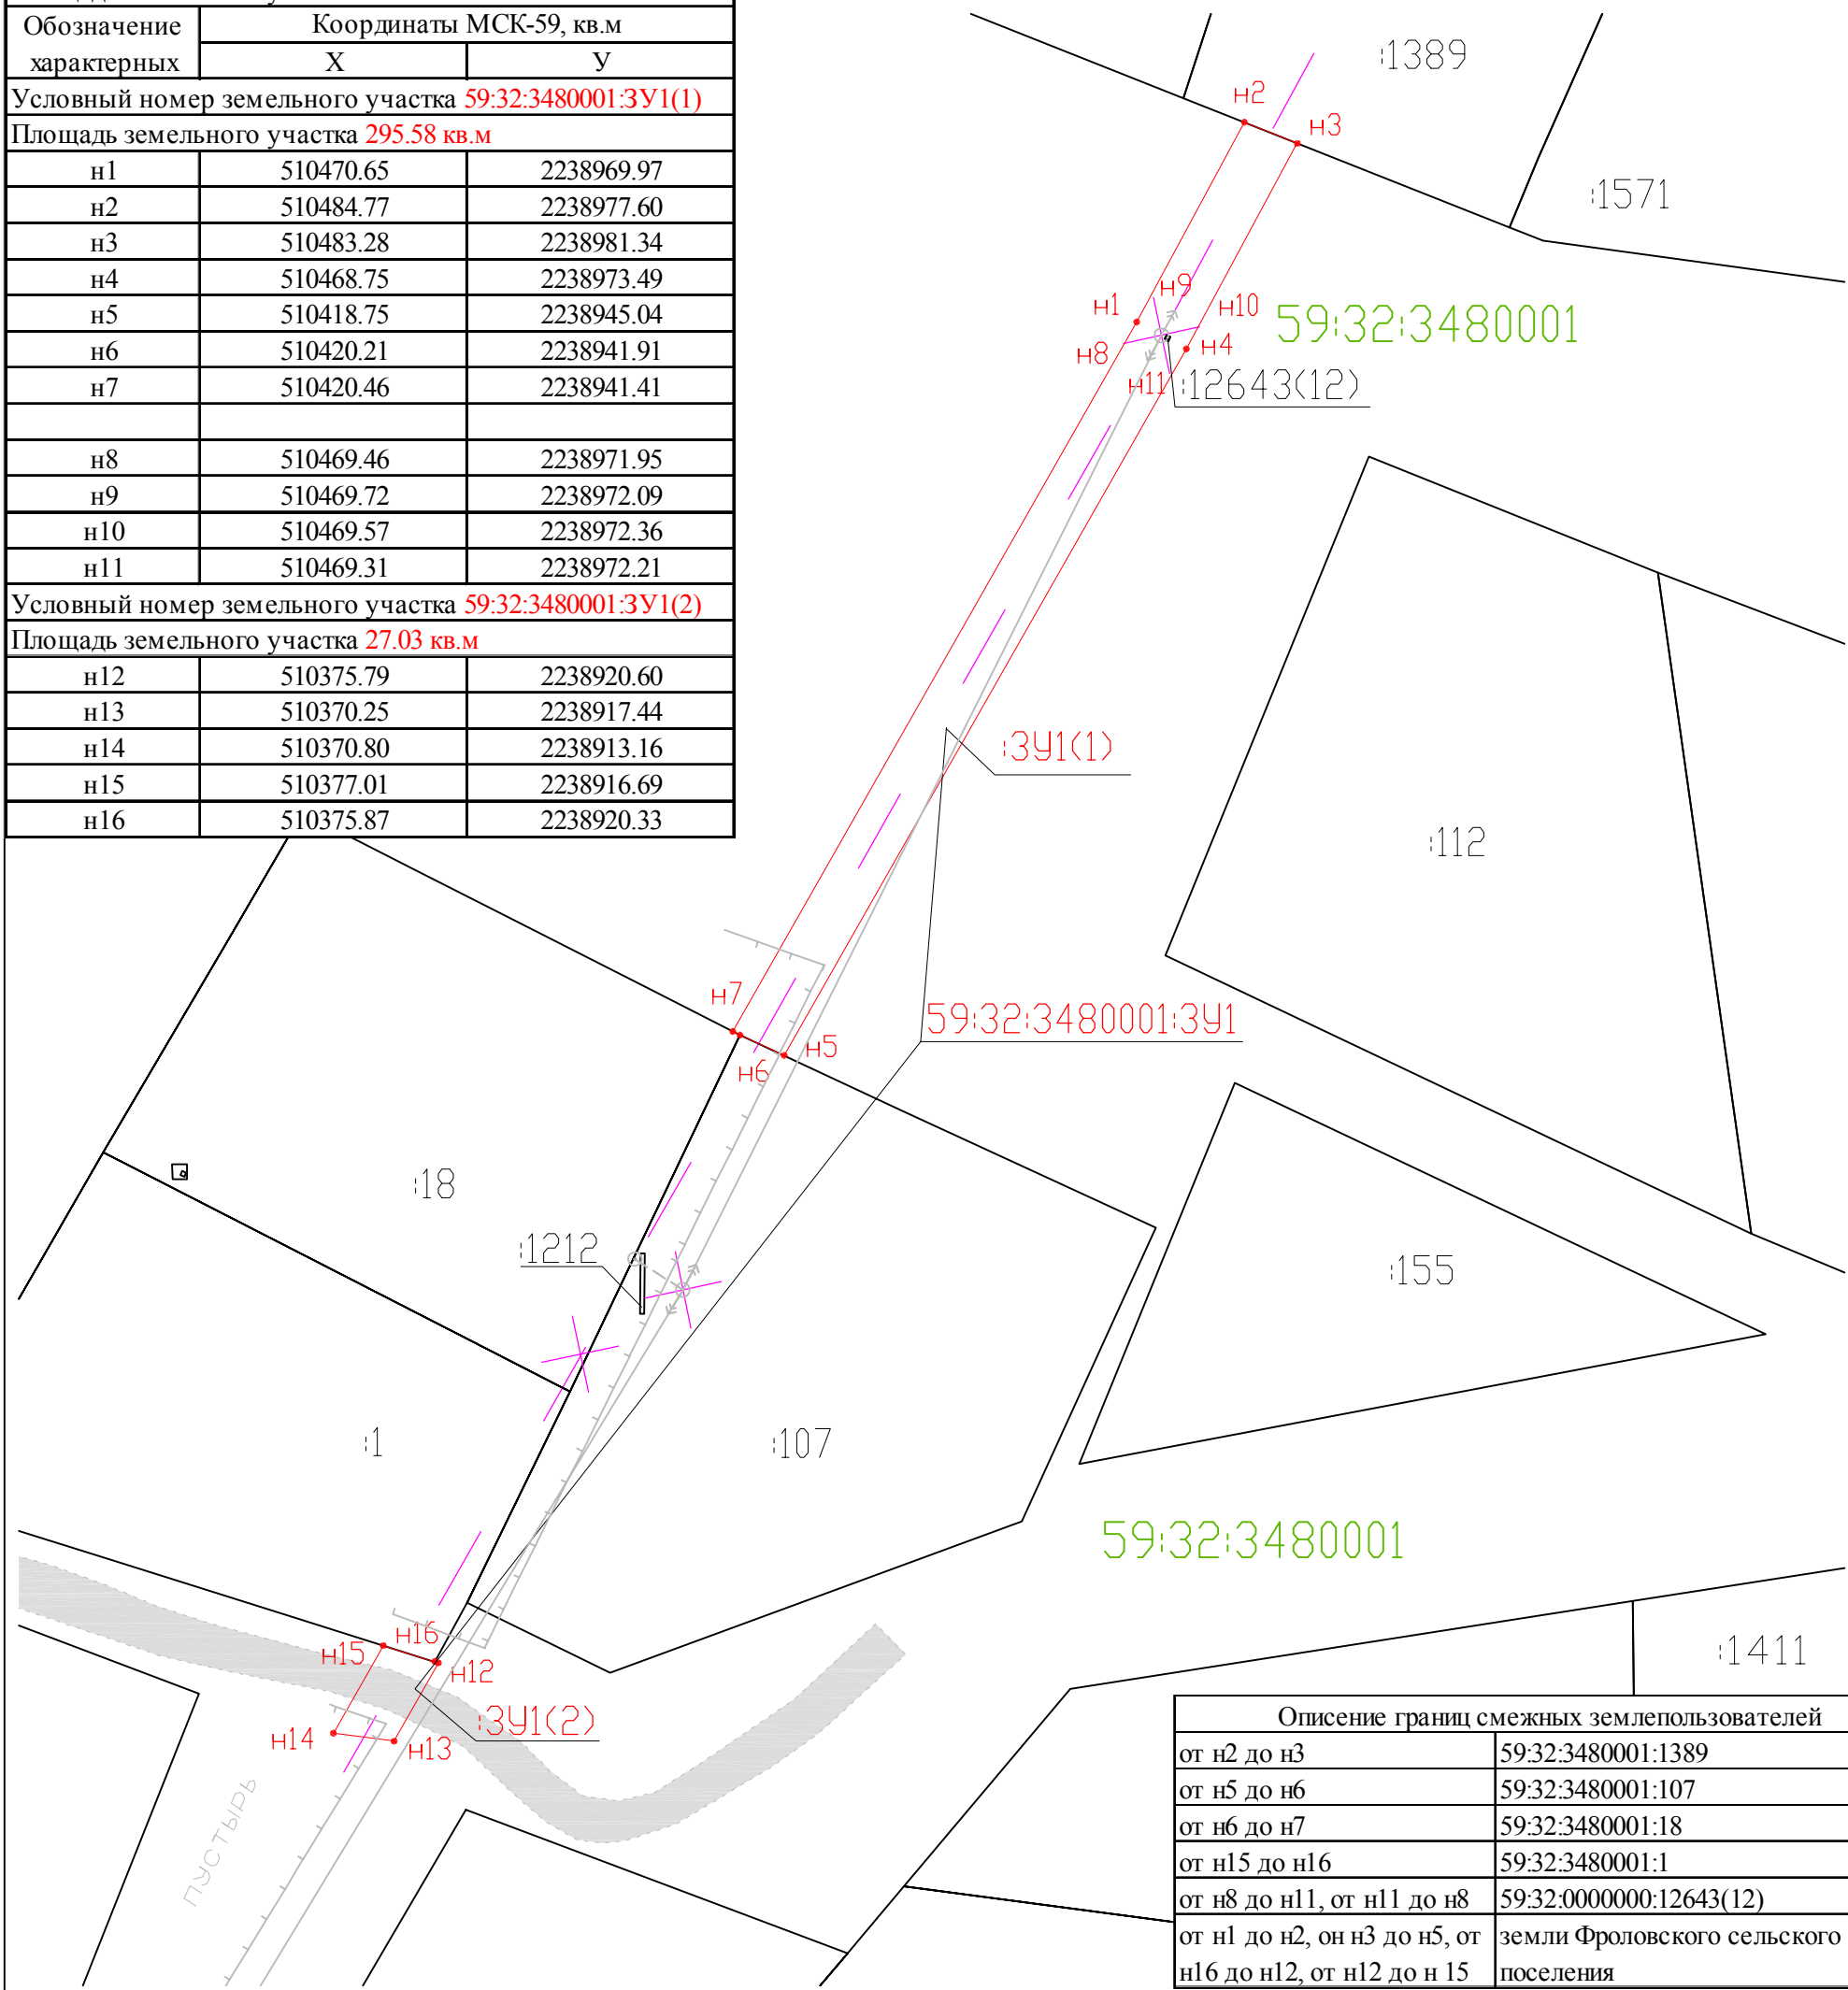 Обозначение
характерных
Координаты МСК-59, кв.м
Х У
Условный номер земельного участка 59:32:3480001:ЗУ1(1)
Площадь земельного участка 295.58 кв.м
н1 510470.65 2238969.97
н2 510484.77 2238977.60
н3 510483.28 2238981.34
н4 510468.75 2238973.49
н5 510418.75 2238945.04
н6 510420.21 2238941.91
н7 510420.46 2238941.41
н8 510469.46 2238971.95
н9 510469.72 2238972.09
н10 510469.57 2238972.36
н11 510469.31 2238972.21
Условный номер земельного участка 59:32:3480001:ЗУ1(2)
Площадь земельного участка 27.03 кв.м
н12 510375.79 2238920.60
н13 510370.25 2238917.44
н14 510370.80 2238913.16
н15 510377.01 2238916.69
н16 510375.87 2238920.33
:1389
н2
н3
:1571
н9
н1
н10
59:32:3480001
н8
н4
н11
:12643(12)
:ЗУ1(1)
:112
н7
59:32:3480001:ЗУ1
н5
н6
:18
:1212
:155
:1
:107
59:32:3480001
н16
н15
н12
:1411
:ЗУ1(2)
н14
н13
ПУСТЫРЬ
Описение границ смежных землепользователей
от н2 до н3 59:32:3480001:1389
от н5 до н6 59:32:3480001:107
от н6 до н7 59:32:3480001:18
от н15 до н16 59:32:3480001:1
от н8 до н11, от н11 до н8 59:32:0000000:12643(12)
от н1 до н2, он н3 до н5, от
н16 до н12, от н12 до н 15
земли Фроловского сельского
поселения